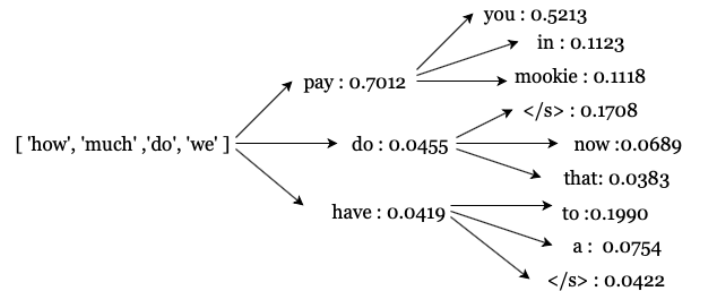 you : 0.5213
in : 0.1123
pay : 0.7012
mookie : 0.1118
</s> : 0.1708
[ 'how', 'much' ,'do', 'we' ]
do : 0.0455
now :0.0689
that: 0.0383
have : 0.0419
to :0.1990
a : 0.0754
</s> : 0.0422